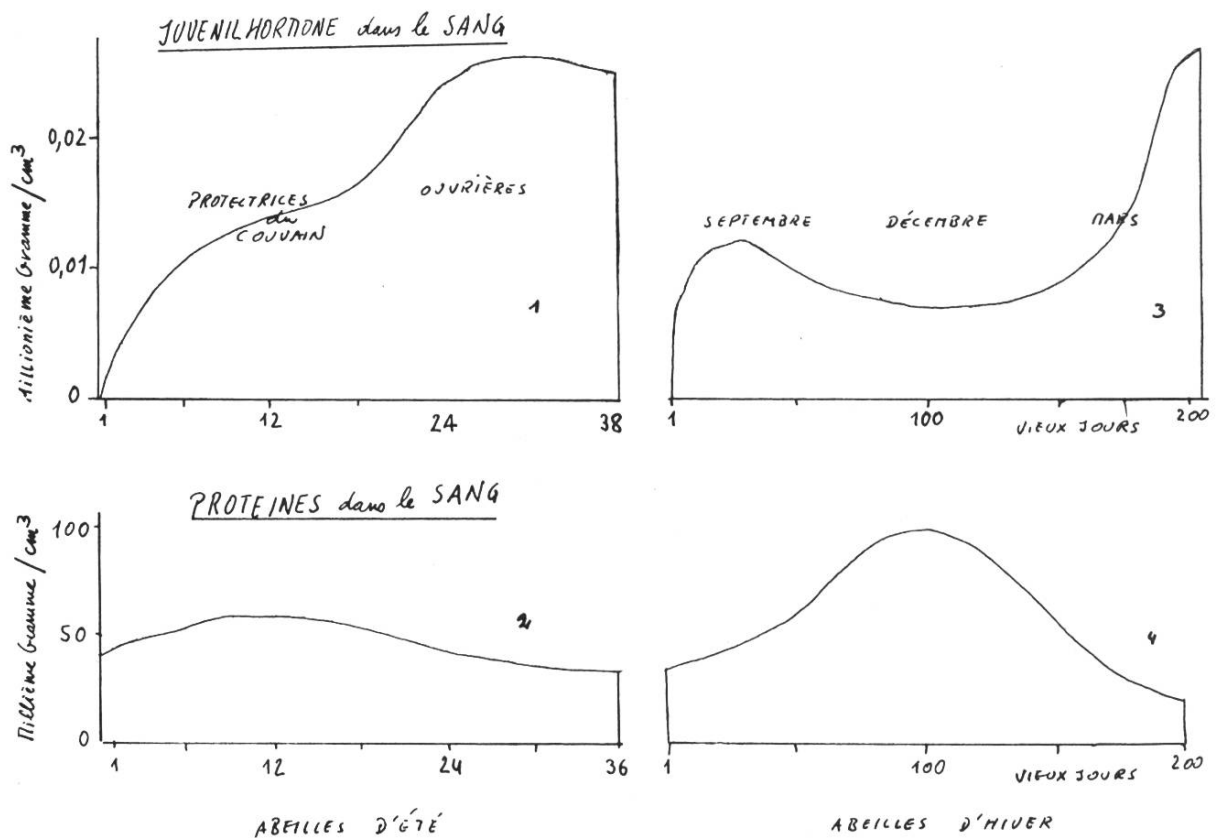 JUVENILHORMONE dans le SANG
Millionième Gramme/cm³
0,02
0,01
0
PROTECTRICES
du
COUVAIN
OUVRIÈRES
1
1 12 24 38
SEPTEMBRE DÉCEMBRE MARS
3
1 100 200
VIEUX JOURS
PROTEINES dans le SANG
Millième Gramme/cm³
100
50
0
2
1 12 24 36
4
1 100 200
VIEUX JOURS
ABEILLES D'ÉTÉ
ABEILLES D'HIVER